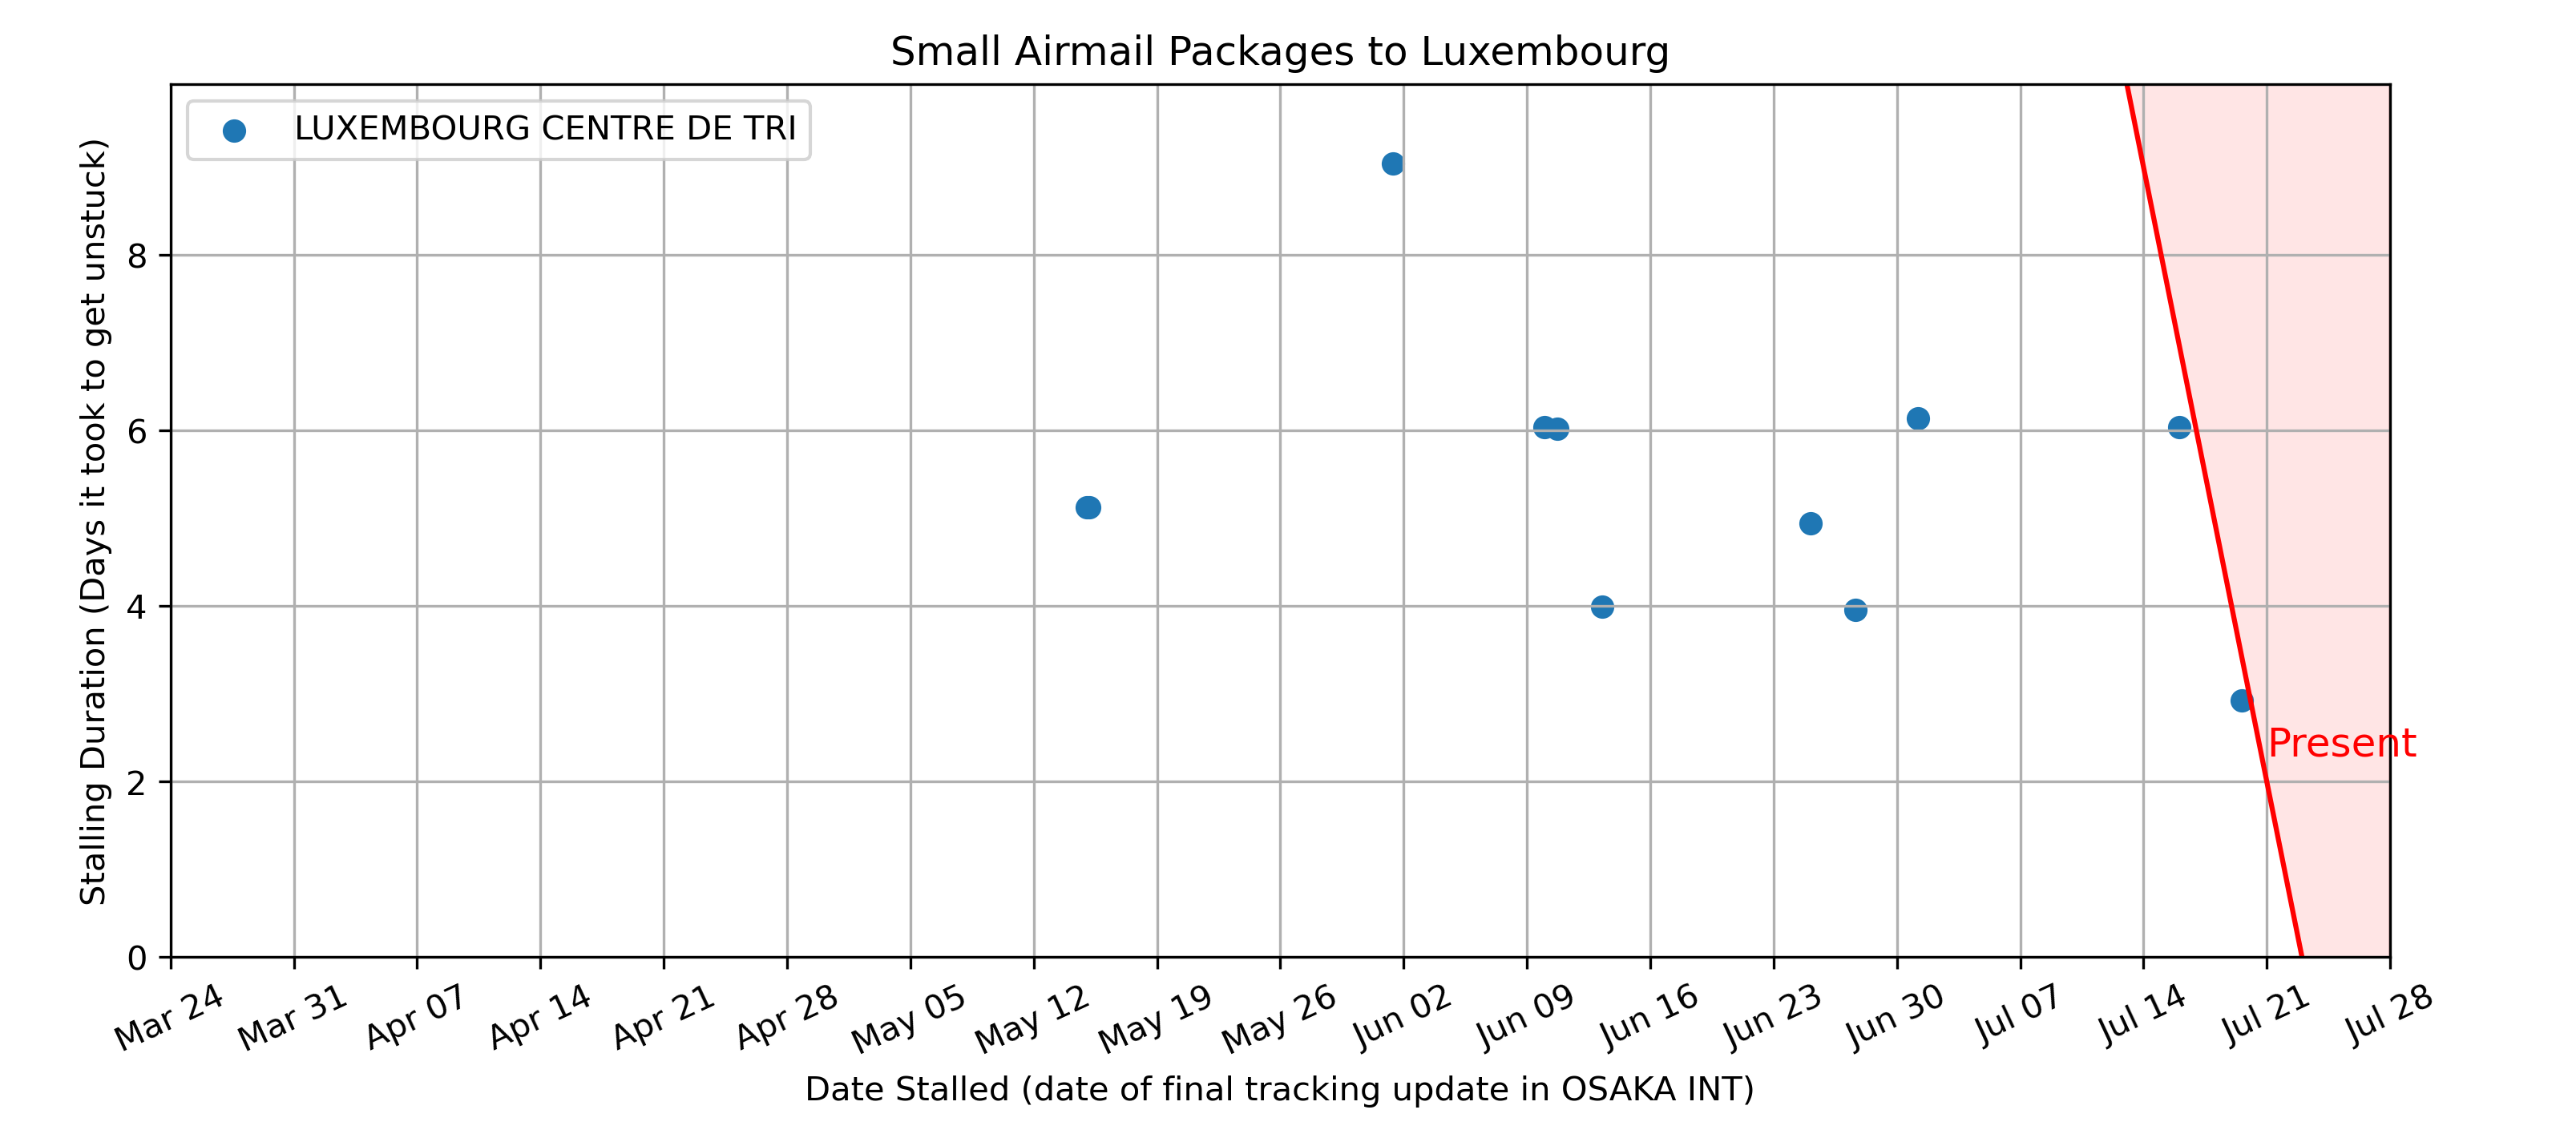 Small Airmail Packages to Luxembourg
LUXEMBOURG CENTRE DE TRI
Stalling Duration (Days it took to get unstuck)
8
6
4
2
0
Present
Mar 24
Mar 31
Apr 07
Apr 14
Apr 21
Apr 28
May 05
May 12
May 19
May 26
Jun 02
Jun 09
Jun 16
Jun 23
Jun 30
Jul 07
Jul 14
Jul 21
Jul 28
Date Stalled (date of final tracking update in OSAKA INT)